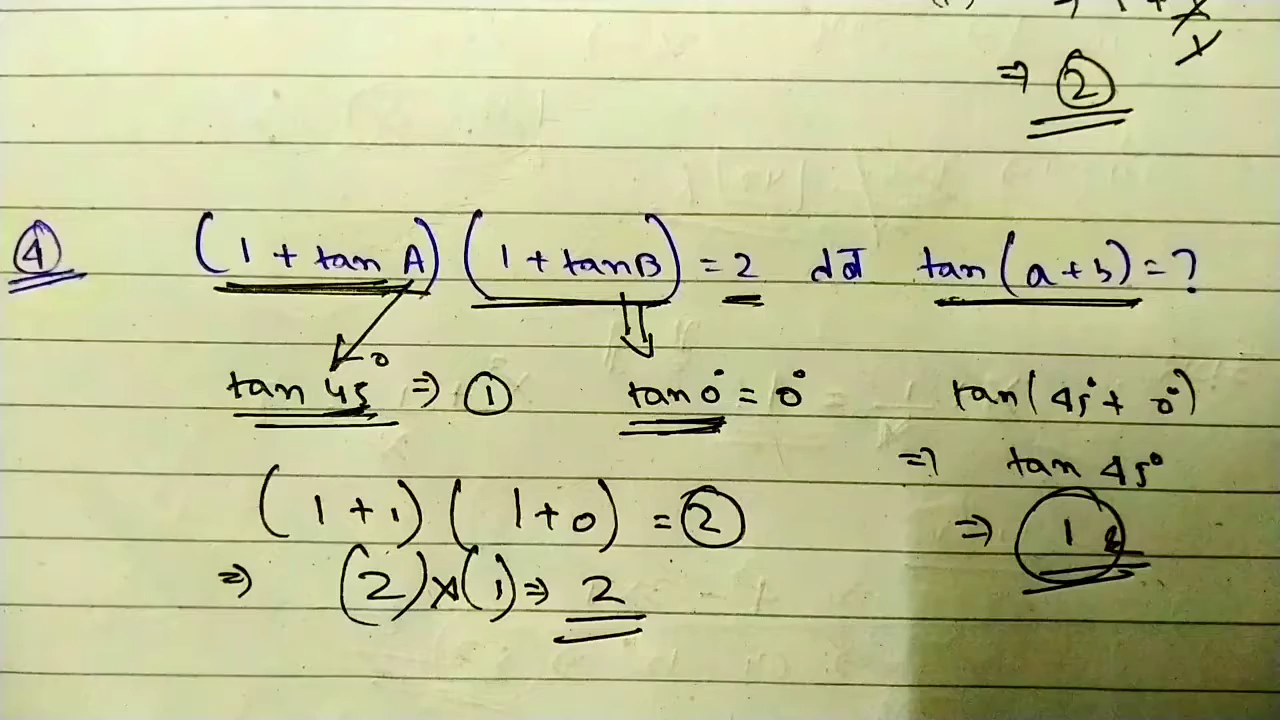 ⇒ 1 + x/x
⇒ 2
4 (1 + tan A) (1 + tanB) = 2 तो tan (a+b) = ?
tan 45° ⇒ 1 tan 0° = 0° tan(45° + 0°)
⇒ tan 45°
(1 + 1) (1+0) = 2 ⇒ 1
⇒ (2)×(1) ⇒ 2